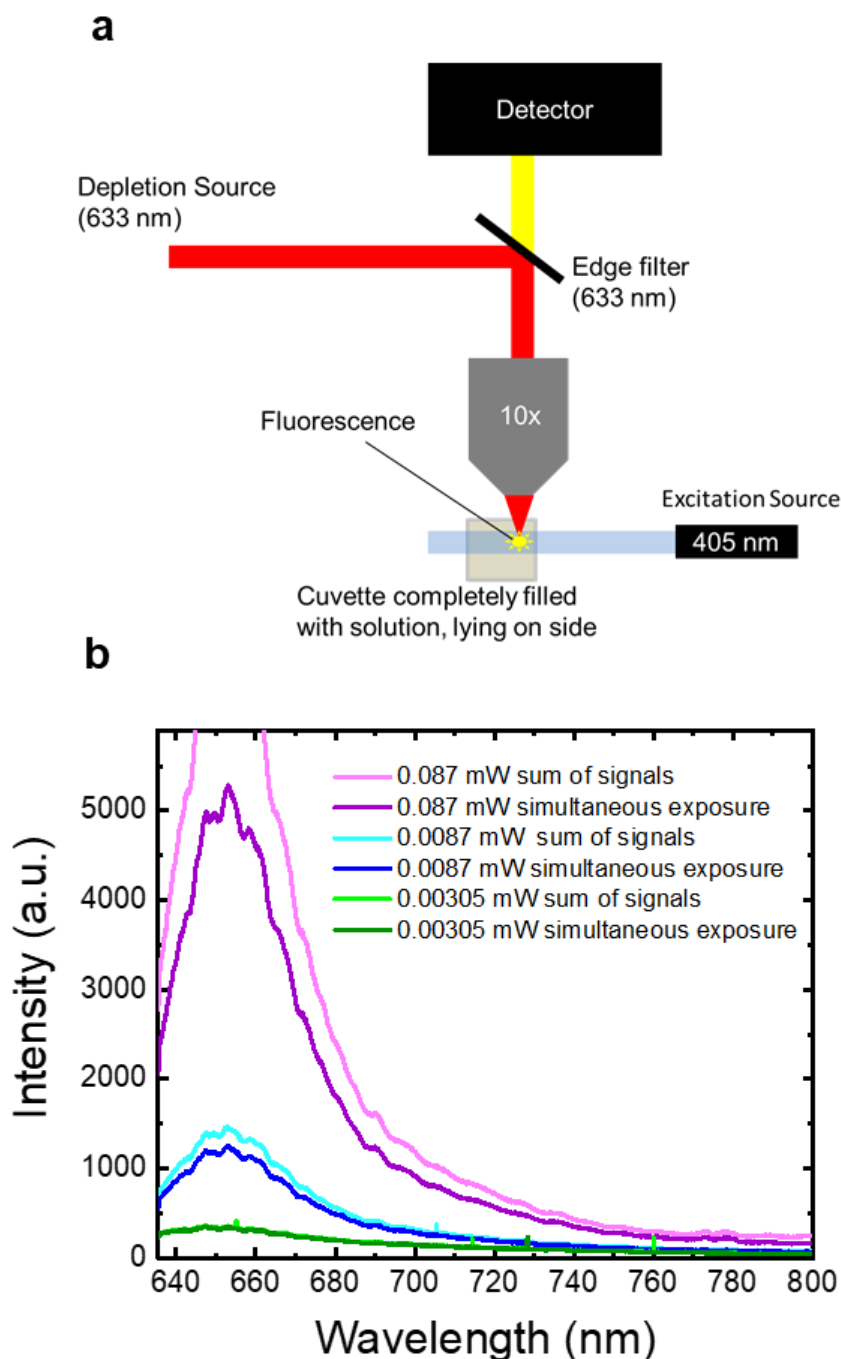 a
Detector
Depletion Source
(633 nm)
Edge filter
(633 nm)
10x
Fluorescence
Excitation Source
405 nm
Cuvette completely filled
with solution, lying on side
b
0.087 mW sum of signals
0.087 mW simultaneous exposure
0.0087 mW  sum of signals
0.0087 mW simultaneous exposure
0.00305 mW sum of signals
0.00305 mW simultaneous exposure
Intensity (a.u.)
5000
4000
3000
2000
1000
0
640 660 680 700 720 740 760 780 800
Wavelength (nm)